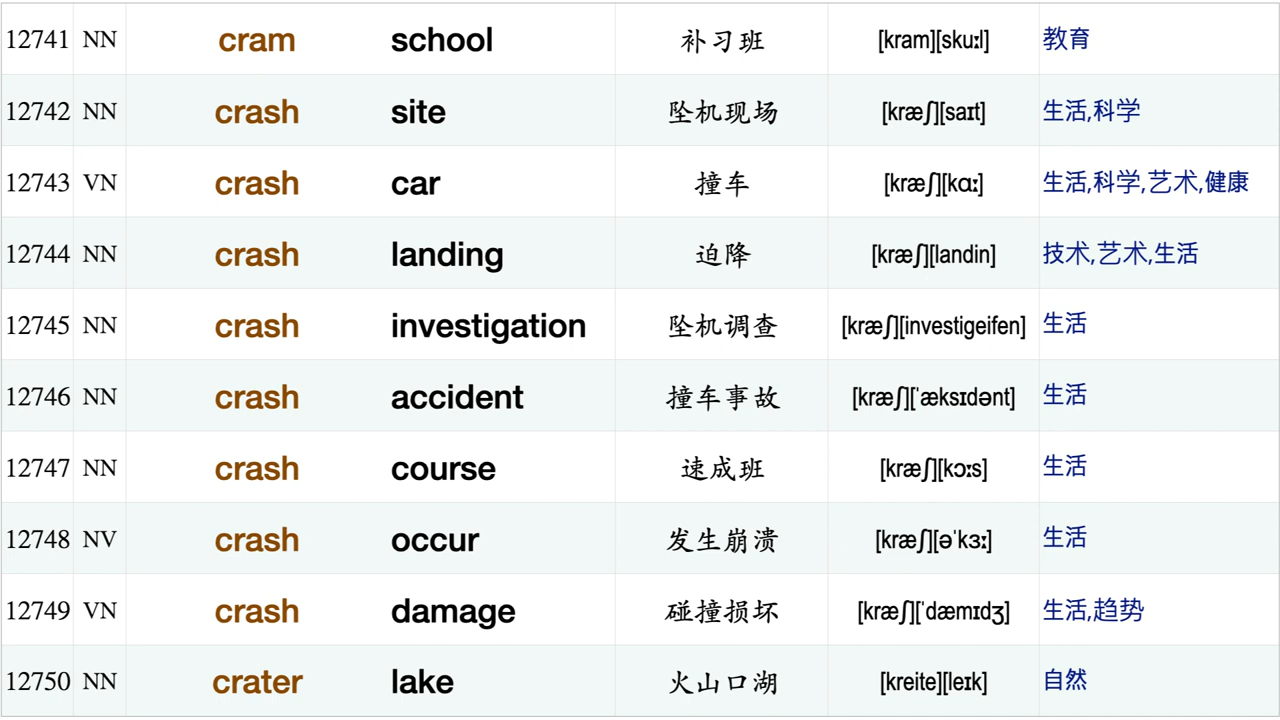 12741 NN cram school 补习班 [kram][skuːl] 教育
12742 NN crash site 坠机现场 [kræʃ][saɪt] 生活,科学
12743 VN crash car 撞车 [kræʃ][kɑː] 生活,科学,艺术,健康
12744 NN crash landing 迫降 [kræʃ][landin] 技术,艺术,生活
12745 NN crash investigation 坠机调查 [kræʃ][investigeifen] 生活
12746 NN crash accident 撞车事故 [kræʃ][ˈæksɪdənt] 生活
12747 NN crash course 速成班 [kræʃ][kɔːs] 生活
12748 NV crash occur 发生崩溃 [kræʃ][əˈkɜː] 生活
12749 VN crash damage 碰撞损坏 [kræʃ][ˈdæmɪdʒ] 生活,趋势
12750 NN crater lake 火山口湖 [kreite][leɪk] 自然